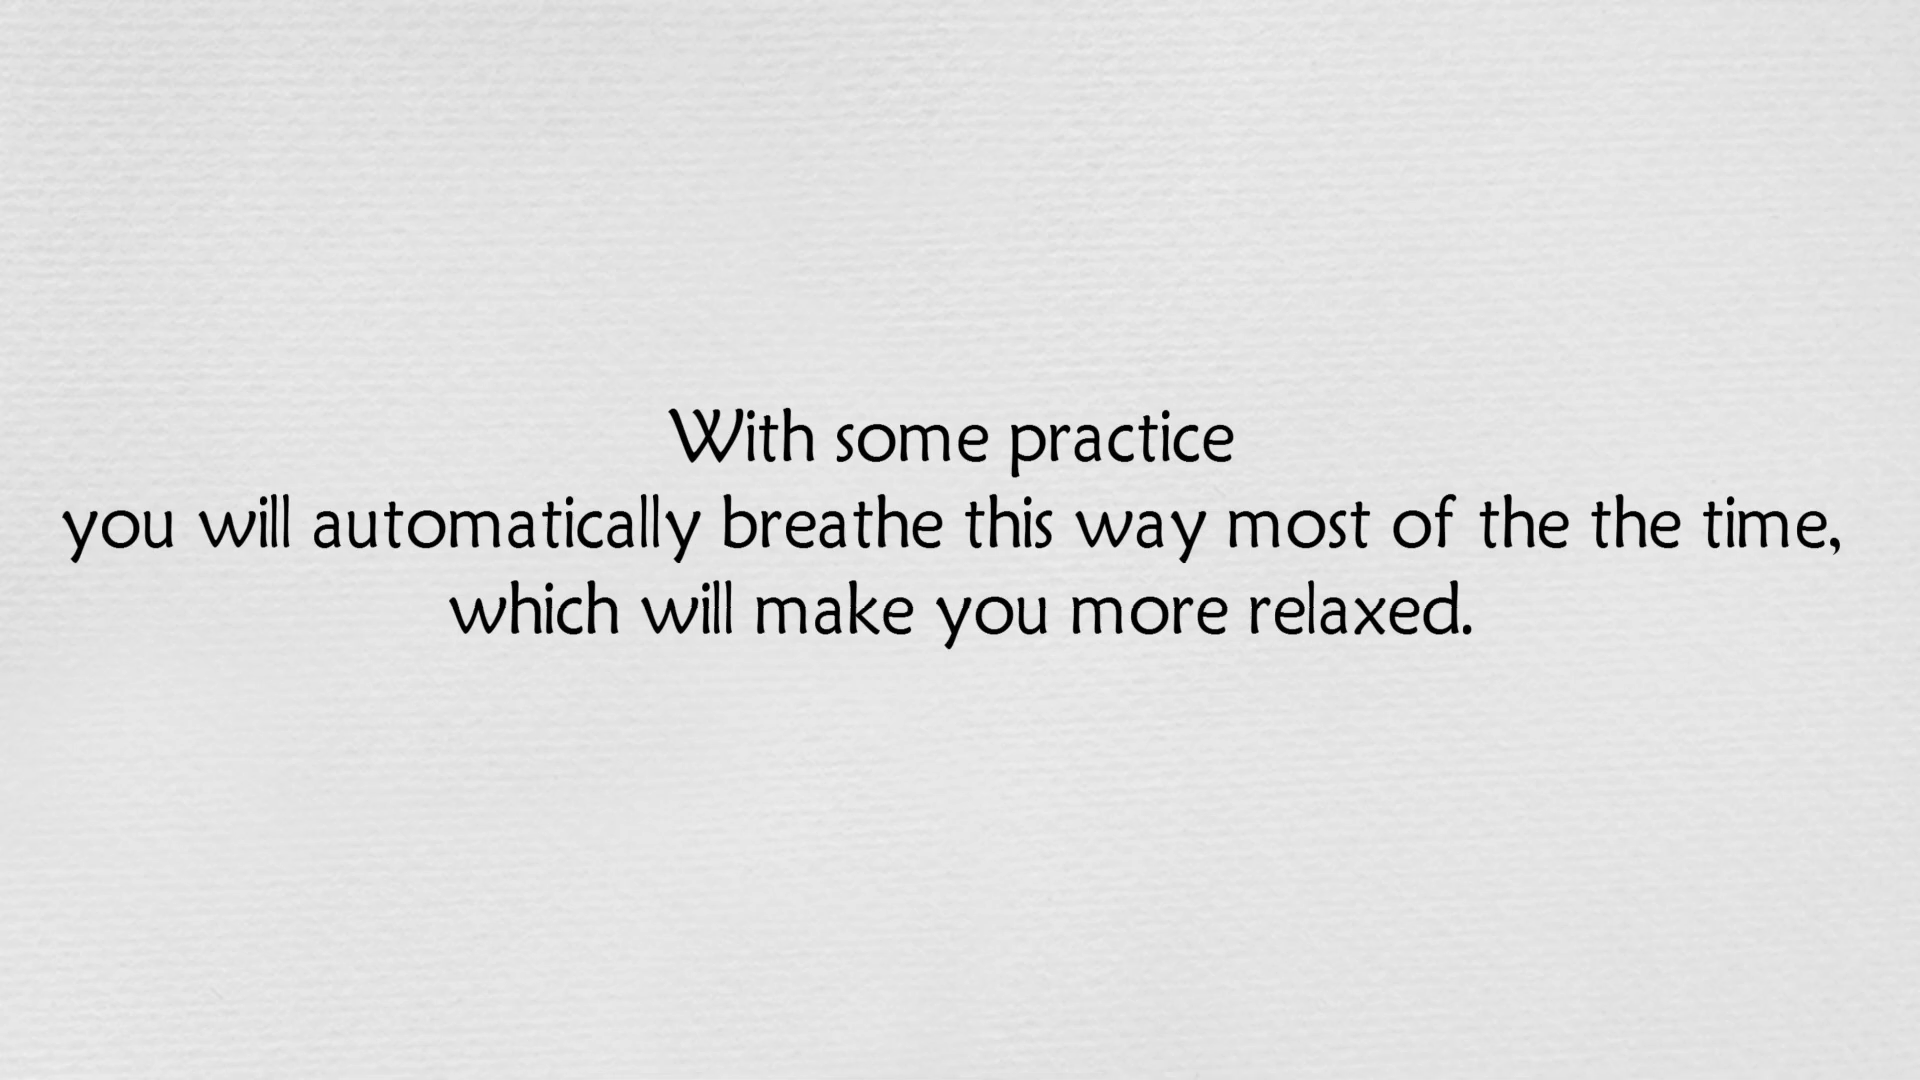 With some practice
you will automatically breathe this way most of the the time,
which will make you more relaxed.